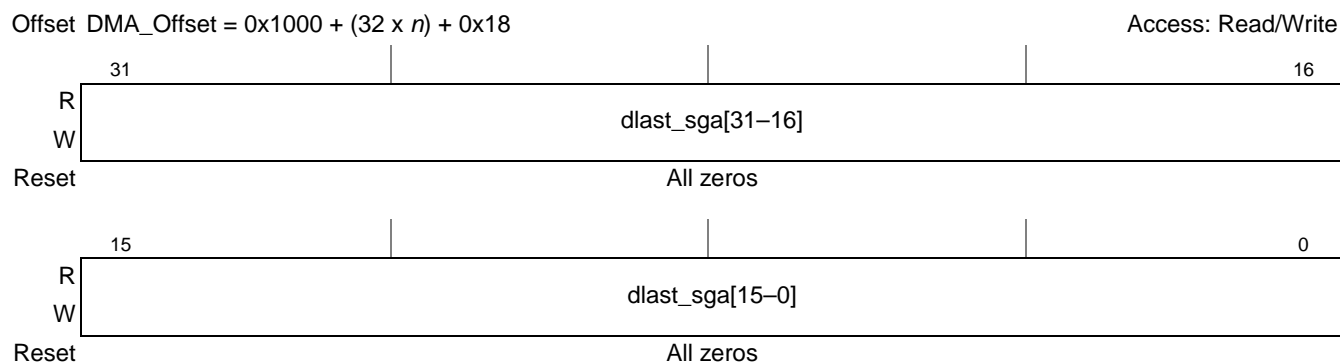 Offset DMA_Offset = 0x1000 + (32 x n) + 0x18 Access: Read/Write
31 16
R
dlast_sga[31–16]
W
Reset All zeros
15 0
R
dlast_sga[15–0]
W
Reset All zeros